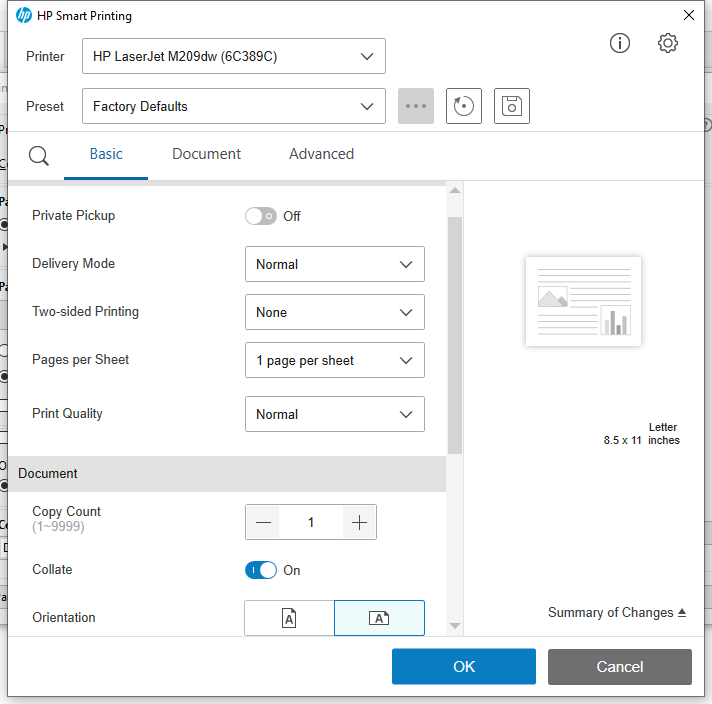 HP Smart Printing
Printer HP LaserJet M209dw (6C389C)
Preset Factory Defaults
Basic Document Advanced
Private Pickup Off
Delivery Mode Normal
Two-sided Printing None
Pages per Sheet 1 page per sheet
Print Quality Normal
Letter
8.5 x 11 inches
Document
Copy Count 1
(1~9999)
Collate On
Orientation A A
Summary of Changes
OK Cancel